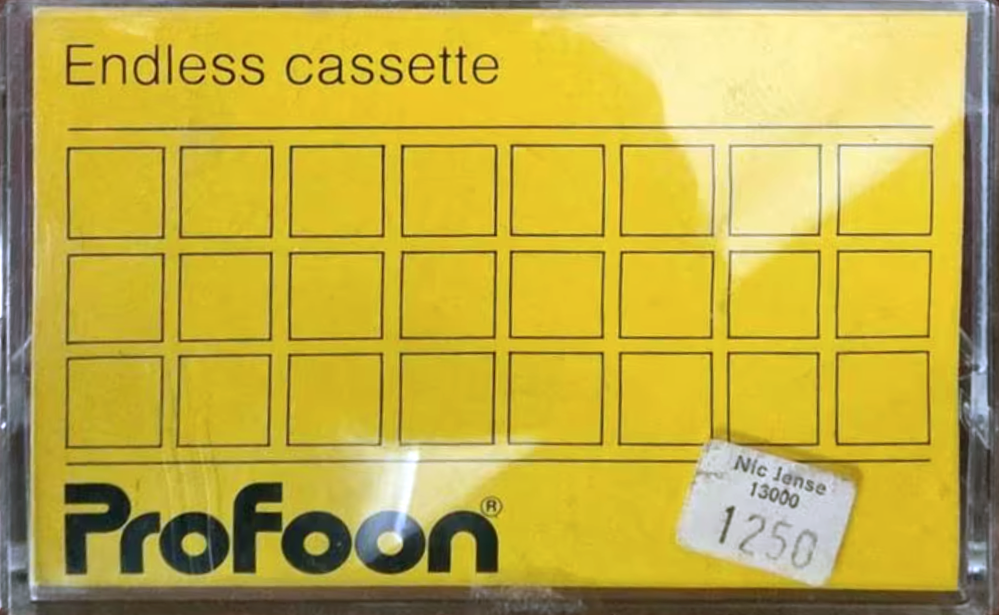 Endless cassette
Profoon®
Nic Jense
13000
1250